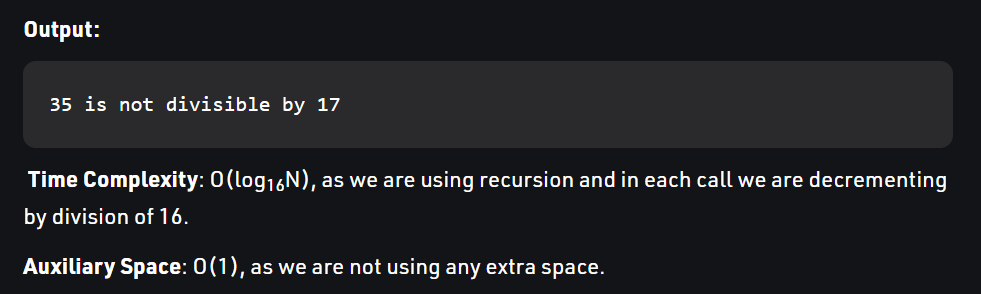 Output:
35 is not divisible by 17
Time Complexity: O(log₁₆N), as we are using recursion and in each call we are decrementing
by division of 16.
Auxiliary Space: O(1), as we are not using any extra space.